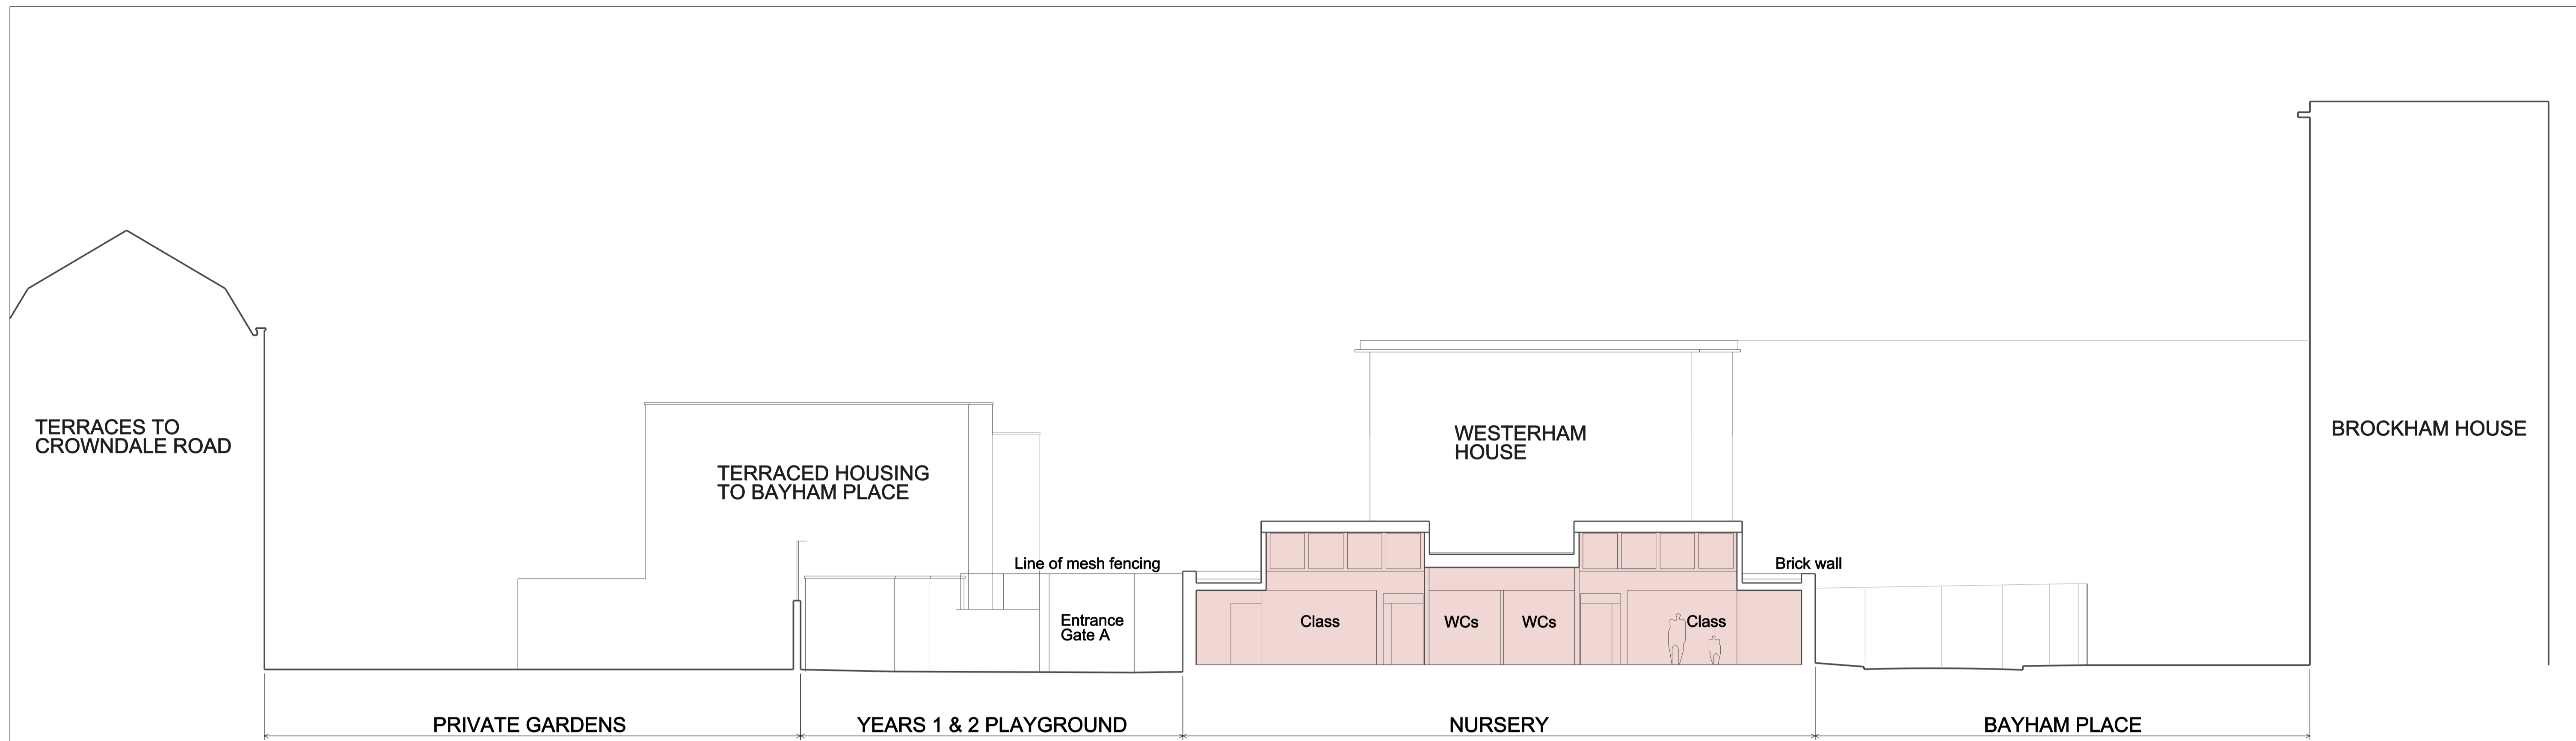 TERRACES TO
CROWNDALE ROAD
TERRACED HOUSING
TO BAYHAM PLACE
WESTERHAM
HOUSE
BROCKHAM HOUSE
Line of mesh fencing
Brick wall
Entrance
Gate A
Class
WCs
WCs
Class
PRIVATE GARDENS
YEARS 1 & 2 PLAYGROUND
NURSERY
BAYHAM PLACE